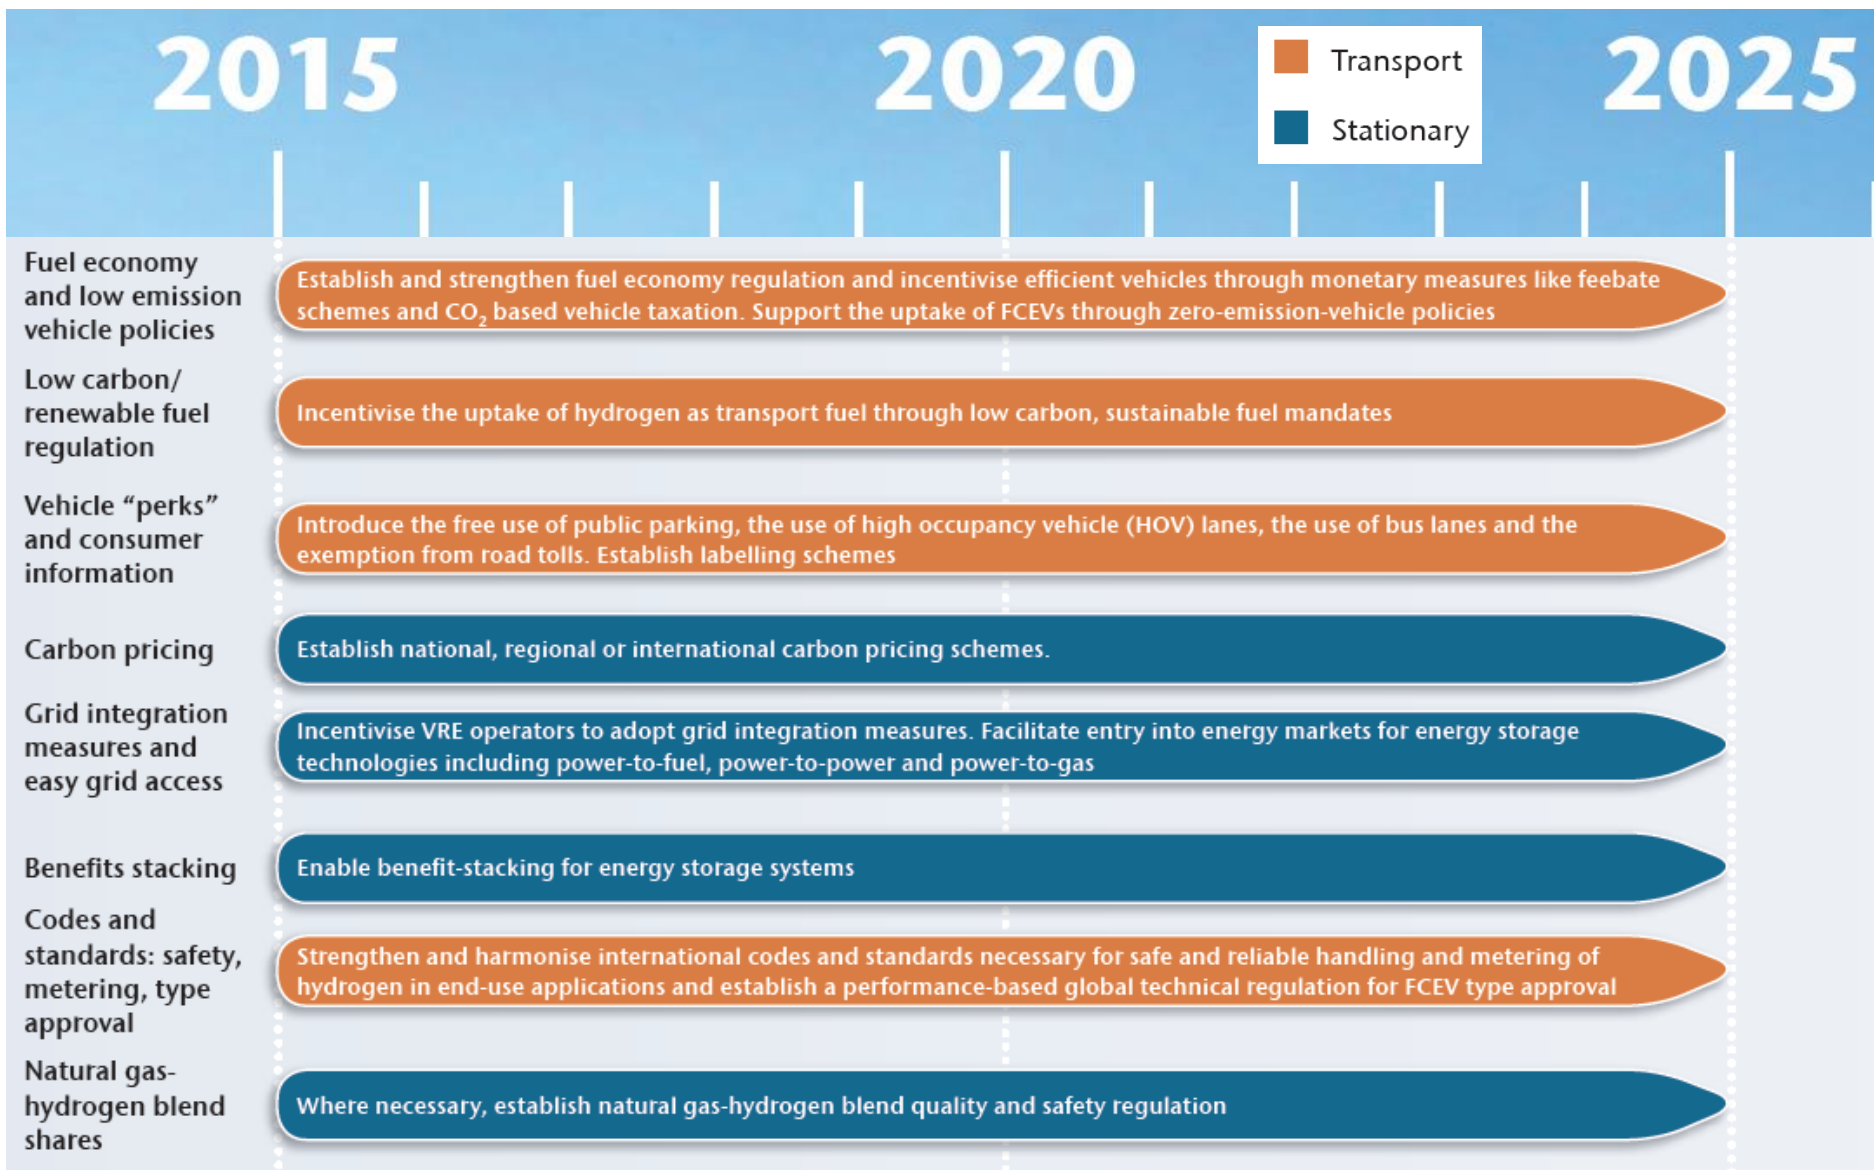 2015
2020
2025
Transport
Stationary
Fuel economy
and low emission
vehicle policies
Establish and strengthen fuel economy regulation and incentivise efficient vehicles through monetary measures like feebate
schemes and CO₂ based vehicle taxation. Support the uptake of FCEVs through zero-emission-vehicle policies
Low carbon/
renewable fuel
regulation
Incentivise the uptake of hydrogen as transport fuel through low carbon, sustainable fuel mandates
Vehicle “perks”
and consumer
information
Introduce the free use of public parking, the use of high occupancy vehicle (HOV) lanes, the use of bus lanes and the
exemption from road tolls. Establish labelling schemes
Carbon pricing
Establish national, regional or international carbon pricing schemes.
Grid integration
measures and
easy grid access
Incentivise VRE operators to adopt grid integration measures. Facilitate entry into energy markets for energy storage
technologies including power-to-fuel, power-to-power and power-to-gas
Benefits stacking
Enable benefit-stacking for energy storage systems
Codes and
standards: safety,
metering, type
approval
Strengthen and harmonise international codes and standards necessary for safe and reliable handling and metering of
hydrogen in end-use applications and establish a performance-based global technical regulation for FCEV type approval
Natural gas-
hydrogen blend
shares
Where necessary, establish natural gas-hydrogen blend quality and safety regulation